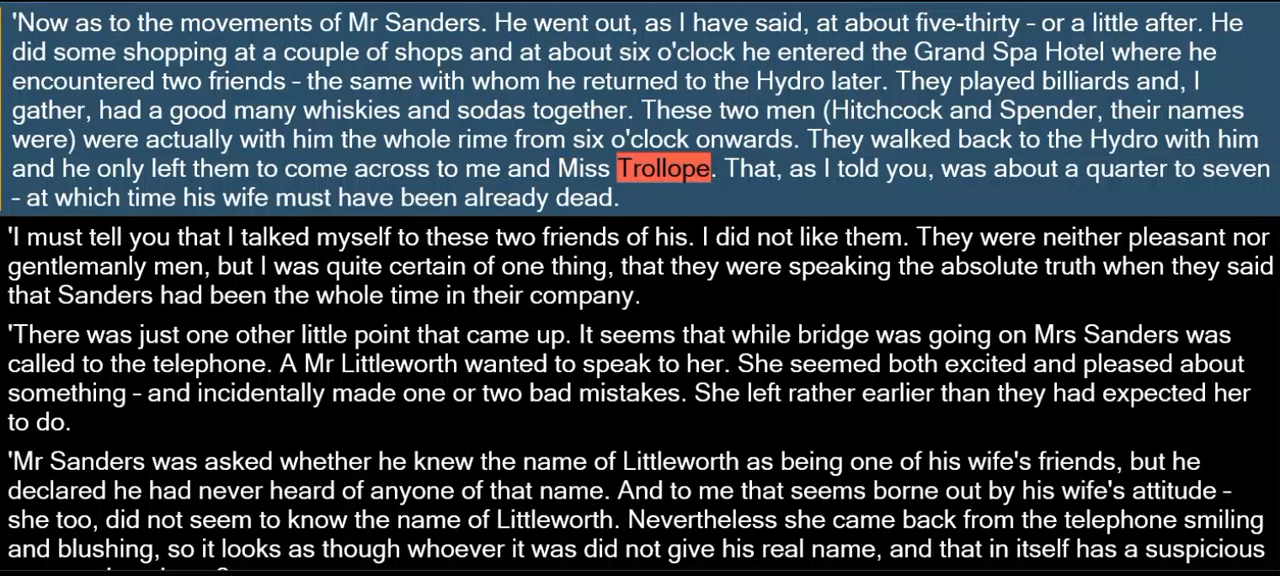 'Now as to the movements of Mr Sanders. He went out, as I have said, at about five-thirty - or a little after. He
did some shopping at a couple of shops and at about six o'clock he entered the Grand Spa Hotel where he
encountered two friends - the same with whom he returned to the Hydro later. They played billiards and, I
gather, had a good many whiskies and sodas together. These two men (Hitchcock and Spender, their names
were) were actually with him the whole rime from six o'clock onwards. They walked back to the Hydro with him
and he only left them to come across to me and Miss Trollope. That, as I told you, was about a quarter to seven
- at which time his wife must have been already dead.
'I must tell you that I talked myself to these two friends of his. I did not like them. They were neither pleasant nor
gentlemanly men, but I was quite certain of one thing, that they were speaking the absolute truth when they said
that Sanders had been the whole time in their company.
'There was just one other little point that came up. It seems that while bridge was going on Mrs Sanders was
called to the telephone. A Mr Littleworth wanted to speak to her. She seemed both excited and pleased about
something - and incidentally made one or two bad mistakes. She left rather earlier than they had expected her
to do.
'Mr Sanders was asked whether he knew the name of Littleworth as being one of his wife's friends, but he
declared he had never heard of anyone of that name. And to me that seems borne out by his wife's attitude -
she too, did not seem to know the name of Littleworth. Nevertheless she came back from the telephone smiling
and blushing, so it looks as though whoever it was did not give his real name, and that in itself has a suspicious